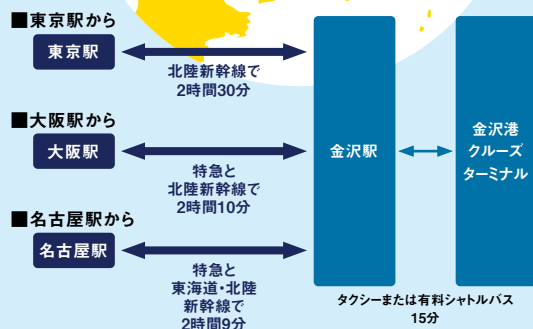 ■東京駅から
東京駅
北陸新幹線で
2時間30分
■大阪駅から
大阪駅
特急と
北陸新幹線で
2時間10分
■名古屋駅から
名古屋駅
特急と
東海道・北陸
新幹線で
2時間9分
金沢駅
金沢港
クルーズ
ターミナル
タクシーまたは有料シャトルバス
15分